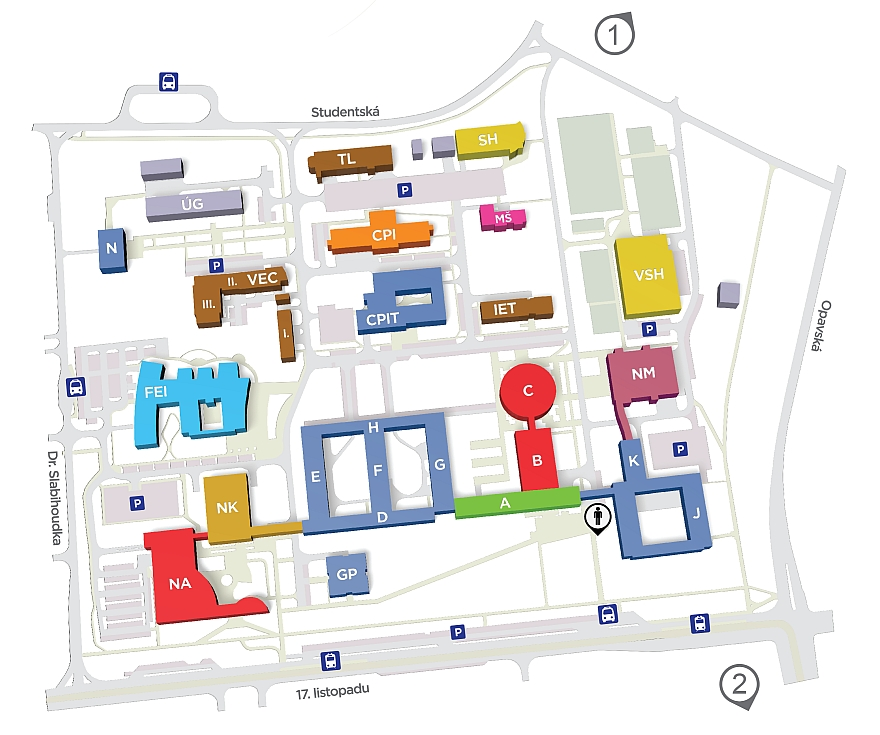 1
Studentská
SH
TL
P
ÚG
MŠ
CPI
N
P
II. VEC
VSH
III.
IET
CPIT
P
Opavská
I.
NM
FEI
C
H
P
K
E
F
G
B
Dr. Slabihoudka
P
NK
A
D
J
GP
NA
P
2
17. listopadu